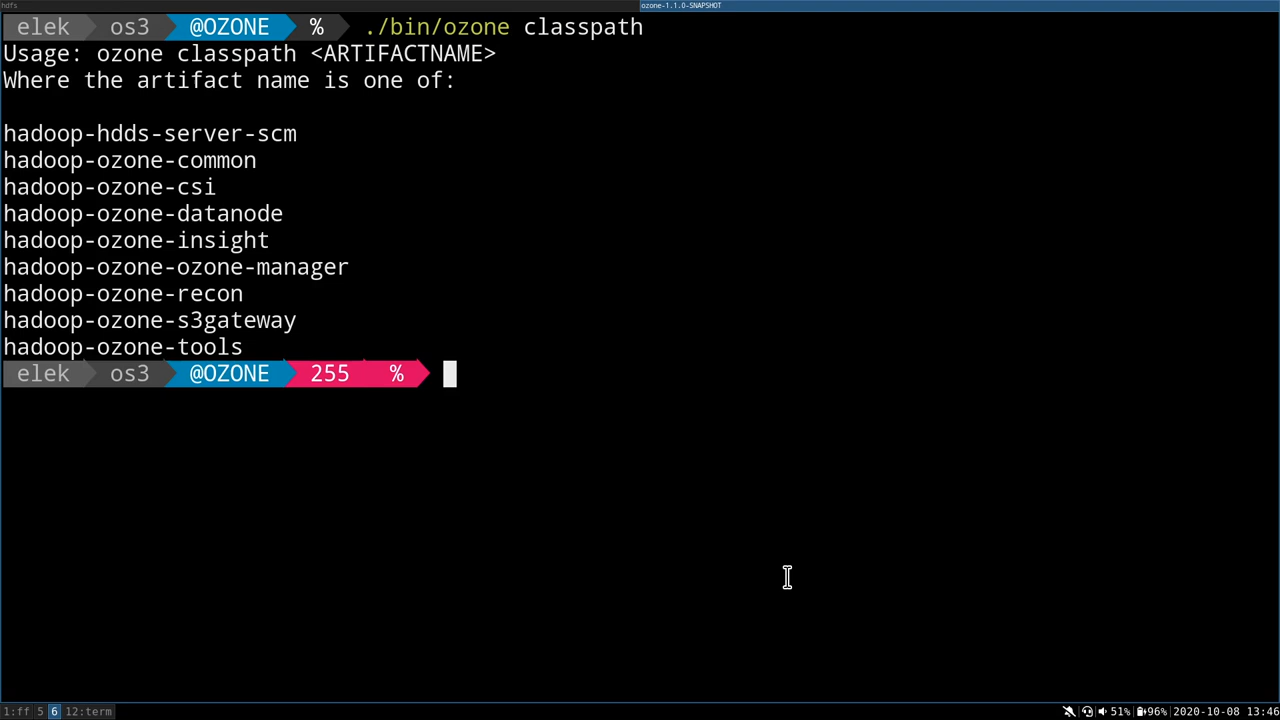 hdfs ozone-1.1.0-SNAPSHOT
elek os3 @OZONE % ./bin/ozone classpath
Usage: ozone classpath <ARTIFACTNAME>
Where the artifact name is one of:
hadoop-hdds-server-scm
hadoop-ozone-common
hadoop-ozone-csi
hadoop-ozone-datanode
hadoop-ozone-insight
hadoop-ozone-ozone-manager
hadoop-ozone-recon
hadoop-ozone-s3gateway
hadoop-ozone-tools
elek os3 @OZONE 255 %
1:ff 5 6 12:term 51% 96% 2020-10-08 13:46